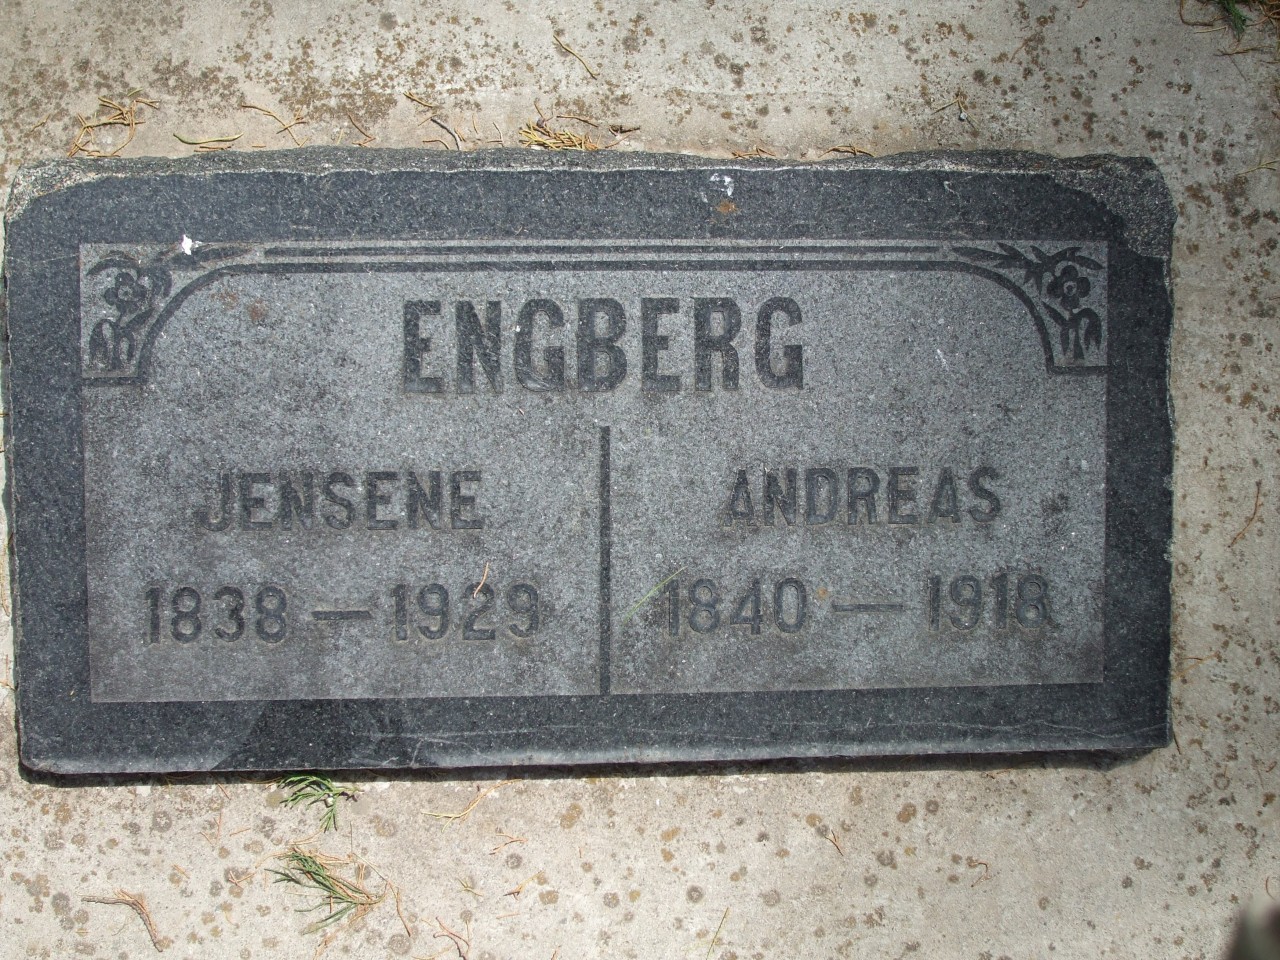 ENGBERG
JENSENE
1838 — 1929
ANDREAS
1840 — 1918